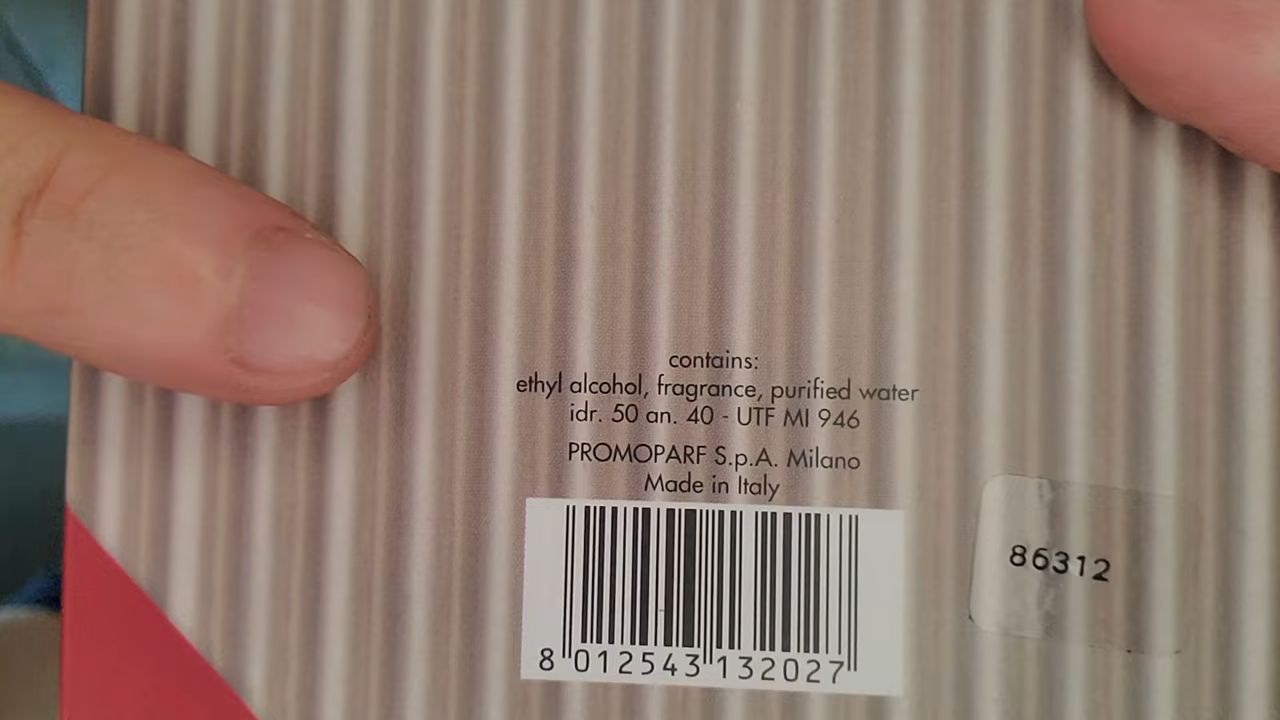 contains:
ethyl alcohol, fragrance, purified water
idr. 50 an. 40 - UTF MI 946
PROMOPARF S.p.A. Milano
Made in Italy
8 012543 132027
86312